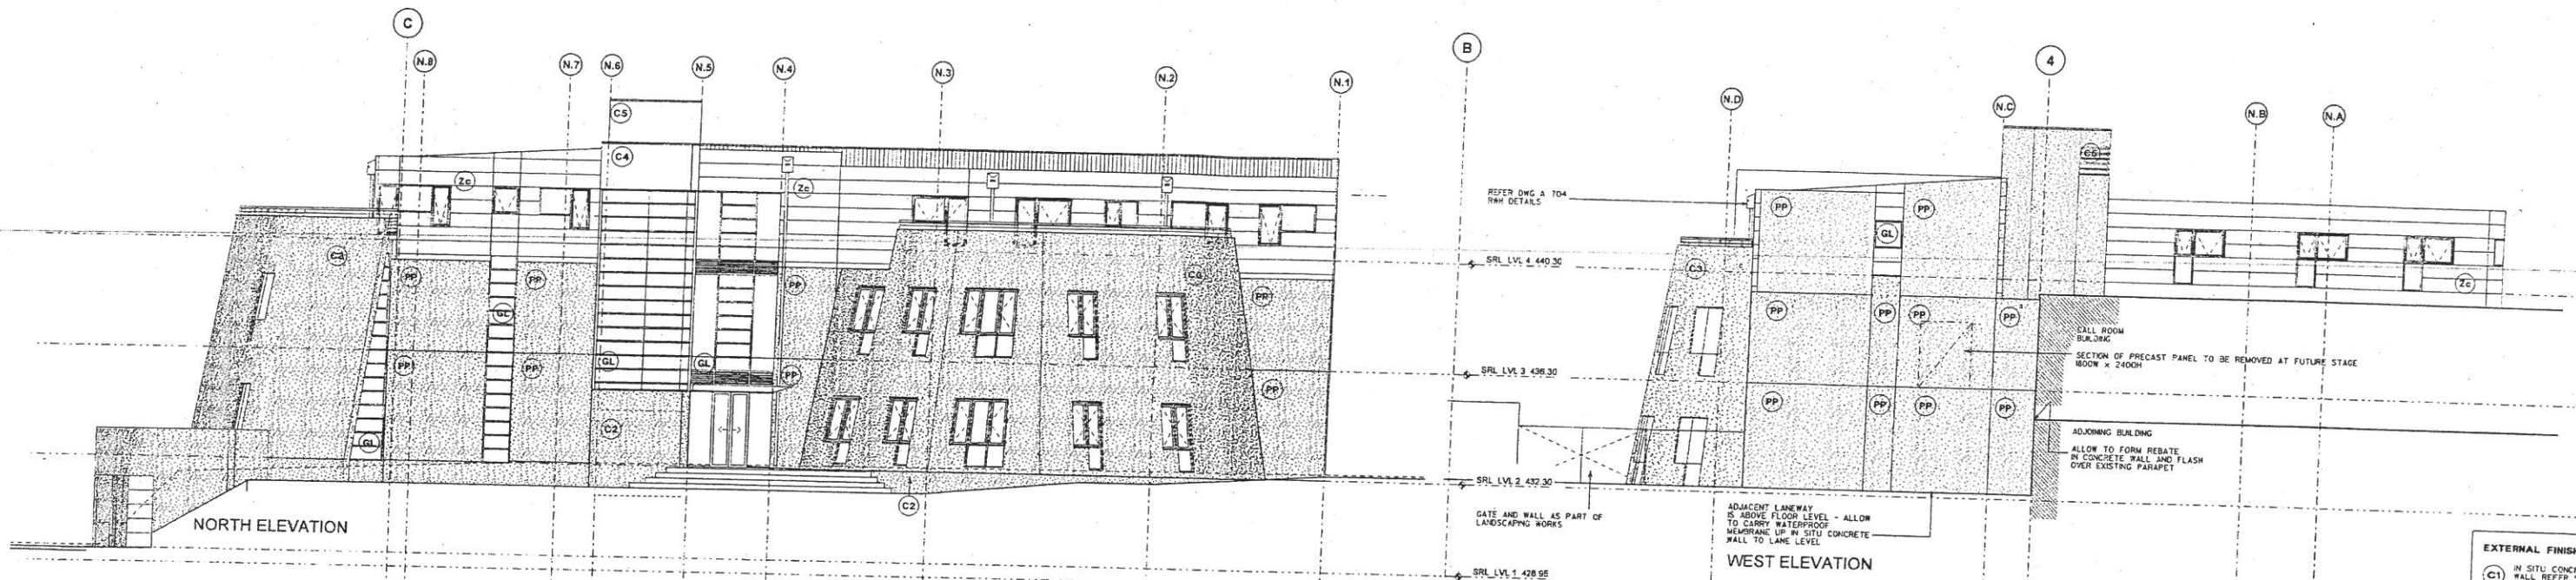 C
N.8
N.7
N.6
N.5
N.4
N.3
N.2
N.1
B
N.D
N.C
4
N.B
N.A
C5
C4
Zc
Zc
PP
PP
GL
PP
PP
GL
GL
GL
PP
PP
C2
C2
PP
PP
NORTH ELEVATION
REFER DWG A 704
RWH DETAILS
SRL LVL 4 440.30
SRL LVL 3 436.30
SRL LVL 2 432.30
SRL LVL 1 428.95
GATE AND WALL AS PART OF
LANDSCAPING WORKS
C3
PP
PP
GL
C5
Zc
PP
PP
PP
PP
PP
PP
PP
PP
CALL ROOM
BUILDING
SECTION OF PRECAST PANEL TO BE REMOVED AT FUTURE STAGE
1800W x 2400H
ADJOINING BUILDING
ALLOW TO FORM REBATE
IN CONCRETE WALL AND FLASH
OVER EXISTING PARAPET
ADJACENT LANEWAY
IS ABOVE FLOOR LEVEL - ALLOW
TO CARRY WATERPROOF
MEMBRANE UP IN SITU CONCRETE
WALL TO LANE LEVEL
WEST ELEVATION
EXTERNAL FINISH
C1 IN SITU CONC
WALL REFER